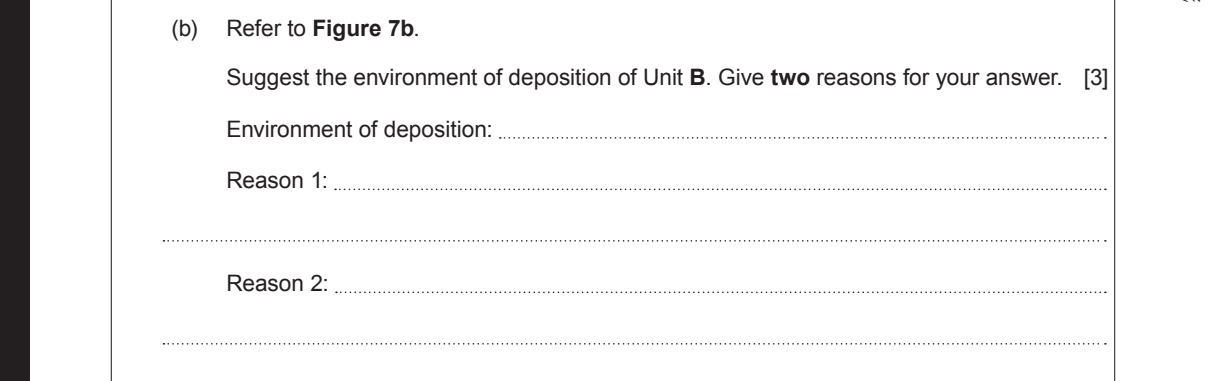 (b) Refer to Figure 7b.
Suggest the environment of deposition of Unit B. Give two reasons for your answer. [3]
Environment of deposition:
Reason 1:
Reason 2: